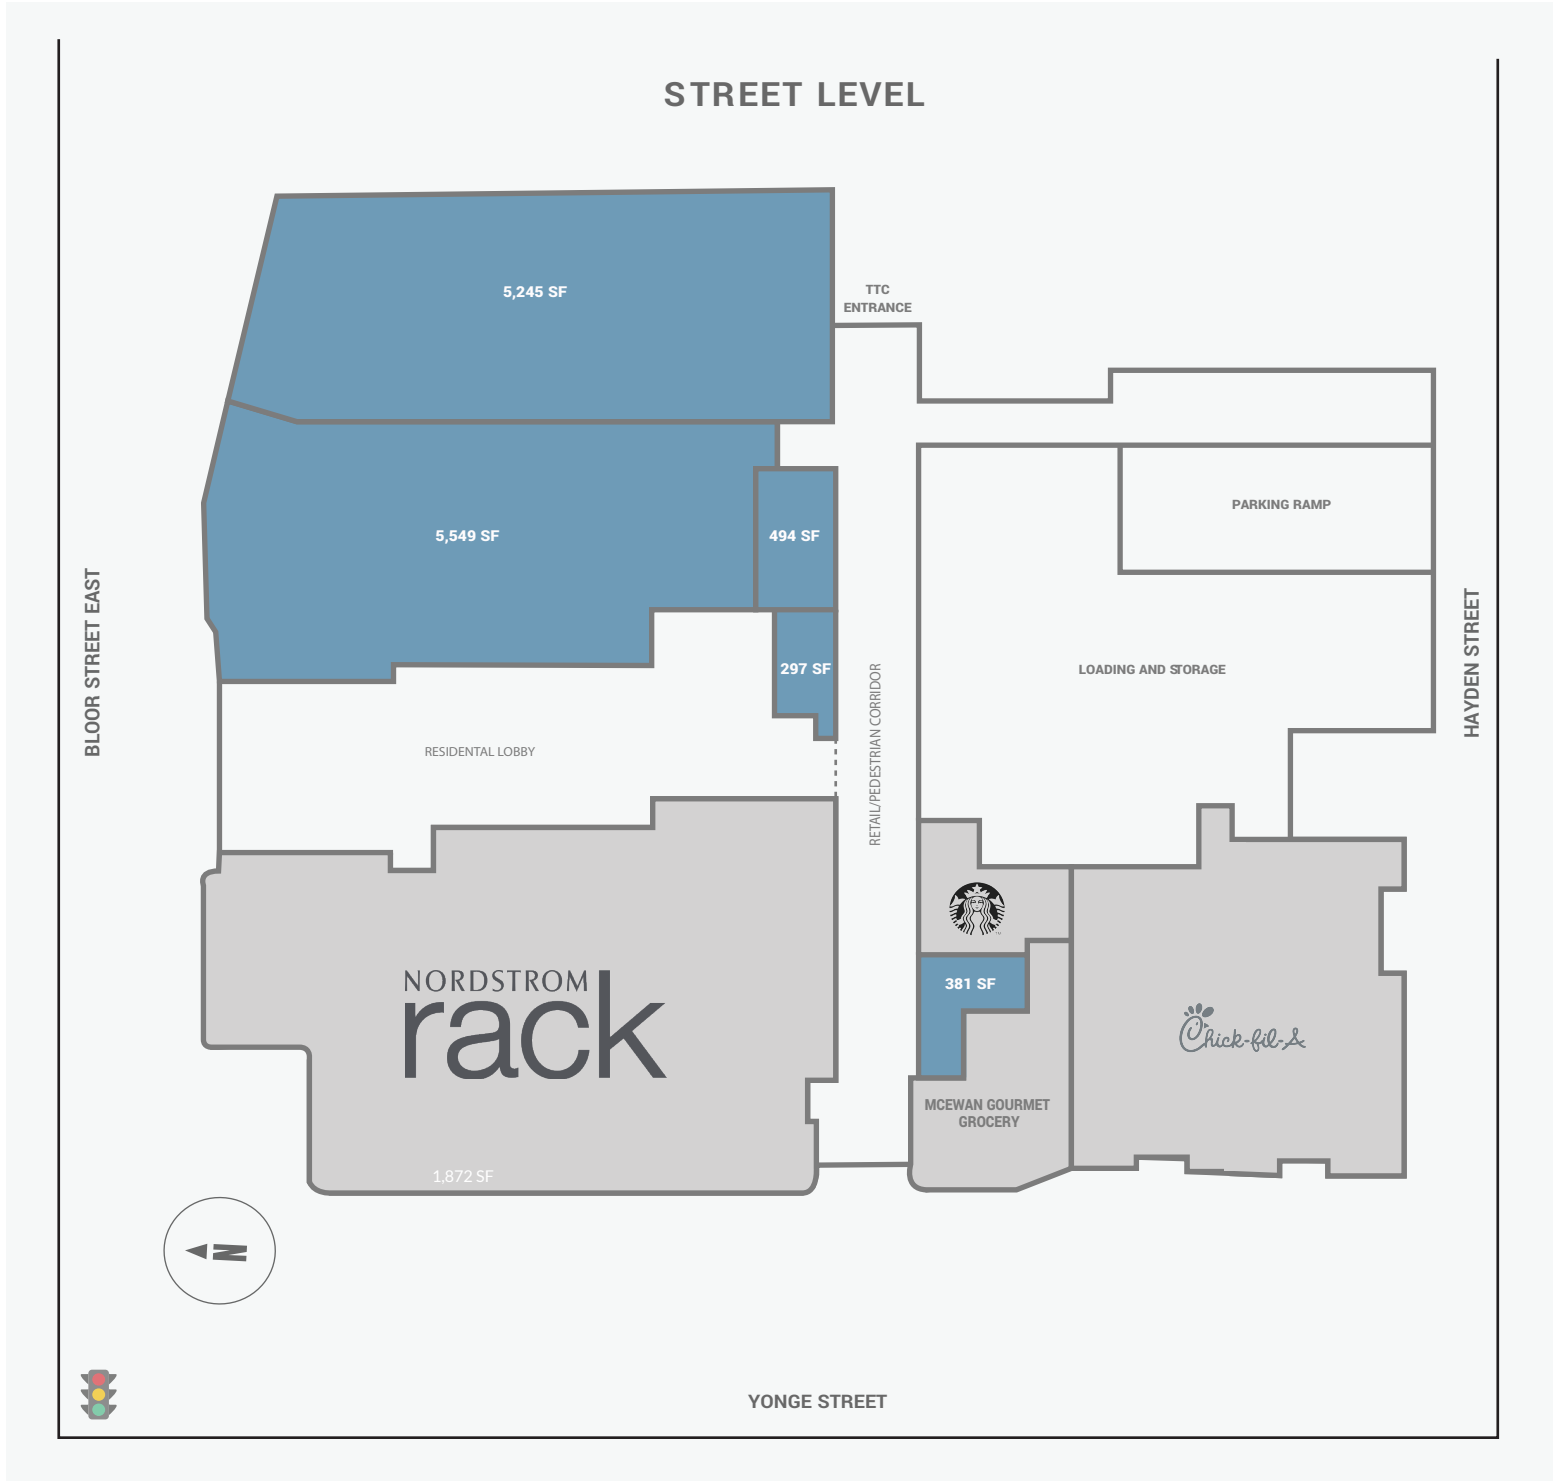 STREET LEVEL
5,245 SF
TTC
ENTRANCE
5,549 SF
494 SF
PARKING RAMP
297 SF
LOADING AND STORAGE
BLOOR STREET EAST
HAYDEN STREET
RETAIL/PEDESTRIAN CORRIDOR
RESIDENTAL LOBBY
NORDSTROM
rack
381 SF
Chick-fil-A
MCEWAN GOURMET
GROCERY
1,872 SF
N
YONGE STREET